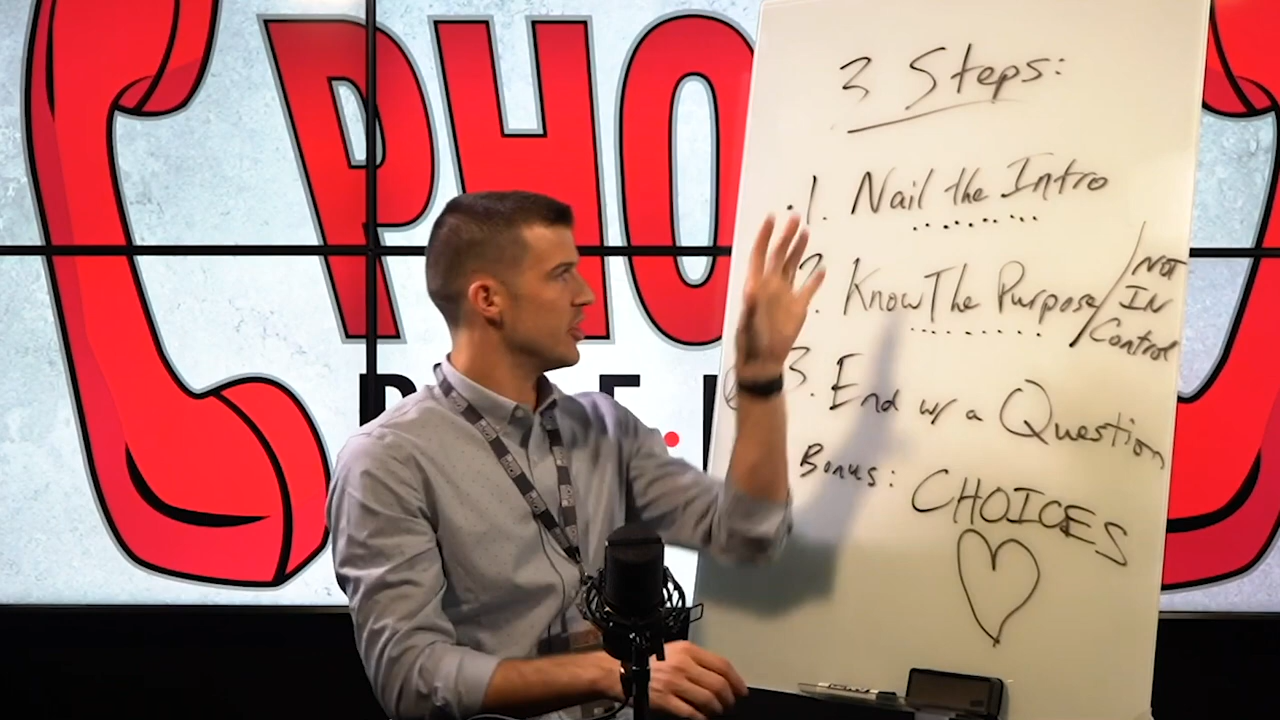 PHO
3 Steps:
1. Nail the Intro
2. Know The Purpose / NOT
IN
Control
3. End w/ a Question
Bonus: CHOICES